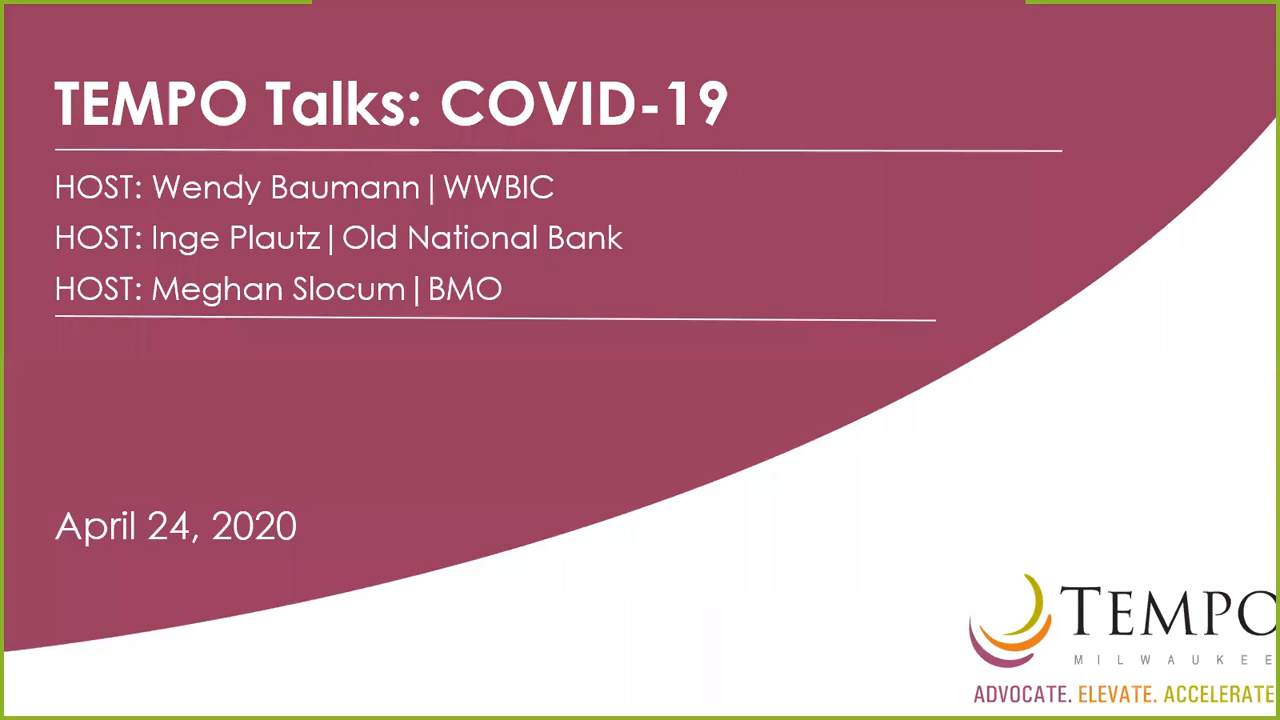 TEMPO Talks: COVID-19
HOST: Wendy Baumann|WWBIC
HOST: Inge Plautz|Old National Bank
HOST: Meghan Slocum|BMO
April 24, 2020
TEMPO
MILWAUKEE
ADVOCATE. ELEVATE. ACCELERATE